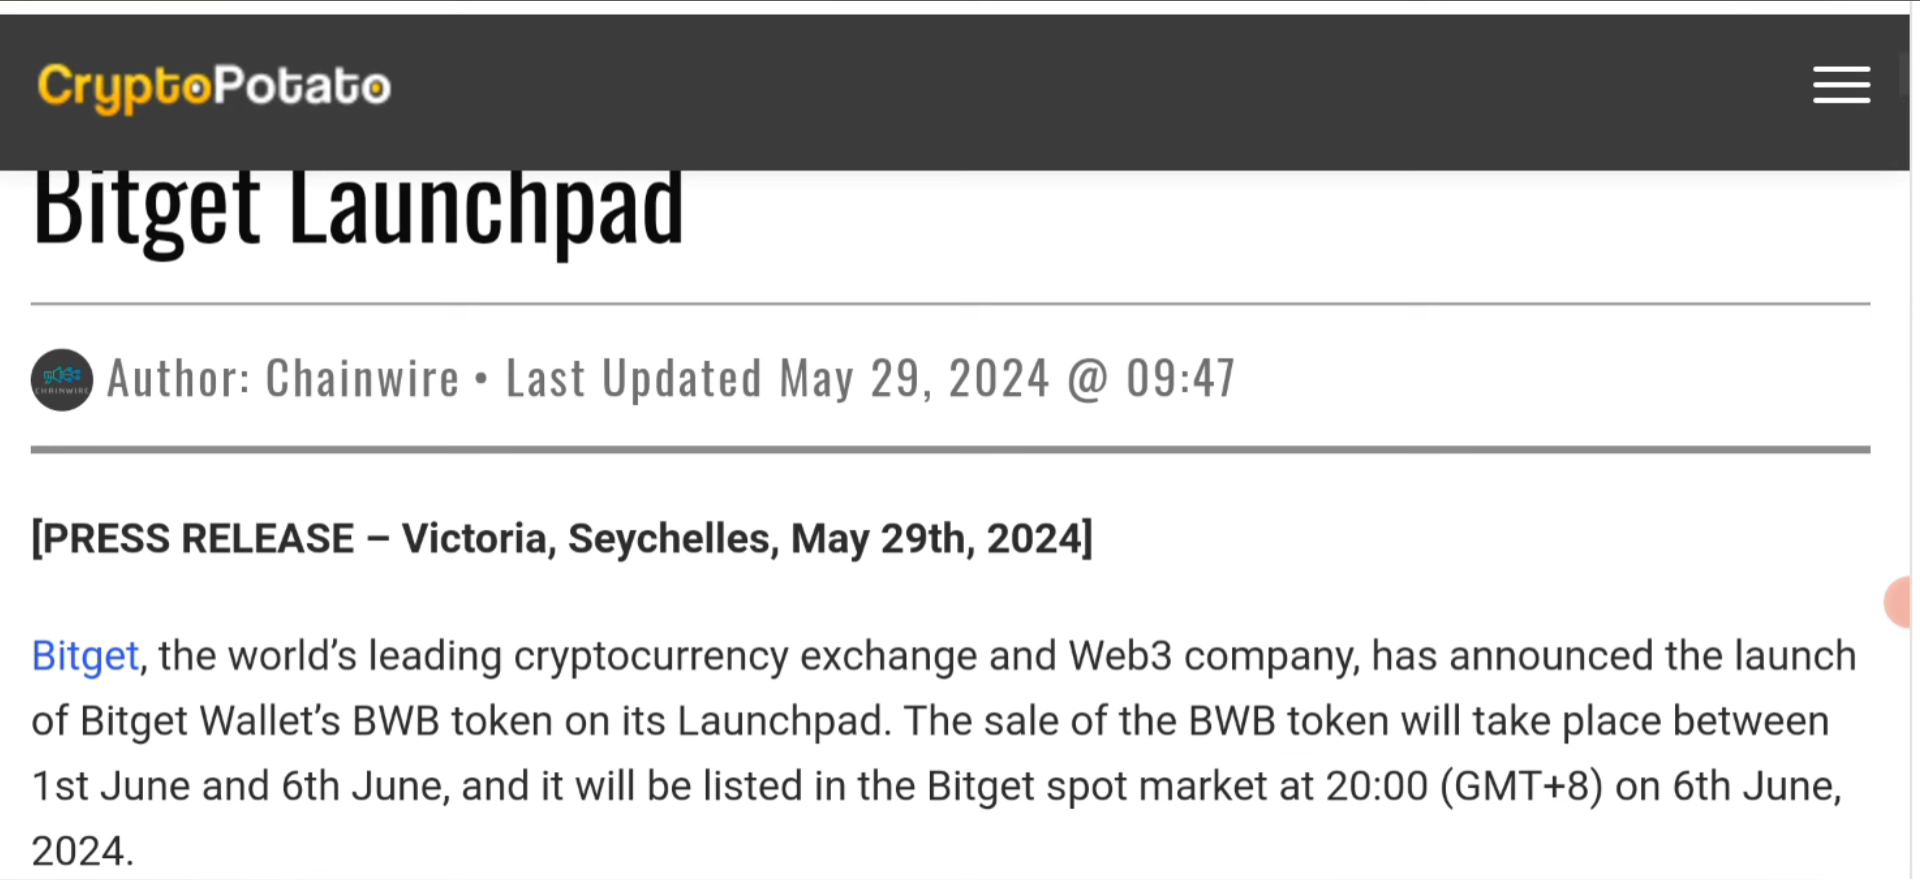 CryptoPotato
Bitget Launchpad
CHAINWIRE
Author: Chainwire • Last Updated May 29, 2024 @ 09:47
[PRESS RELEASE – Victoria, Seychelles, May 29th, 2024]
Bitget, the world’s leading cryptocurrency exchange and Web3 company, has announced the launch
of Bitget Wallet’s BWB token on its Launchpad. The sale of the BWB token will take place between
1st June and 6th June, and it will be listed in the Bitget spot market at 20:00 (GMT+8) on 6th June,
2024.